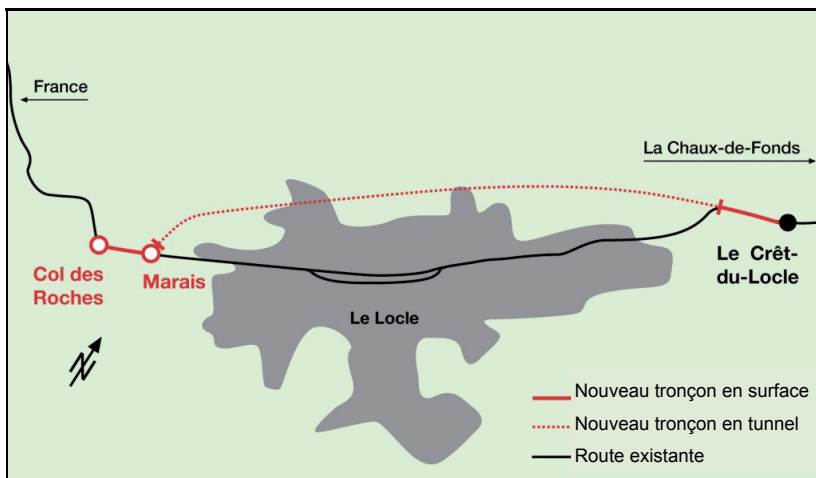 France
La Chaux-de-Fonds
Col des
Roches
Marais
Le Crêt-
du-Locle
Le Locle
N
Nouveau tronçon en surface
Nouveau tronçon en tunnel
Route existante